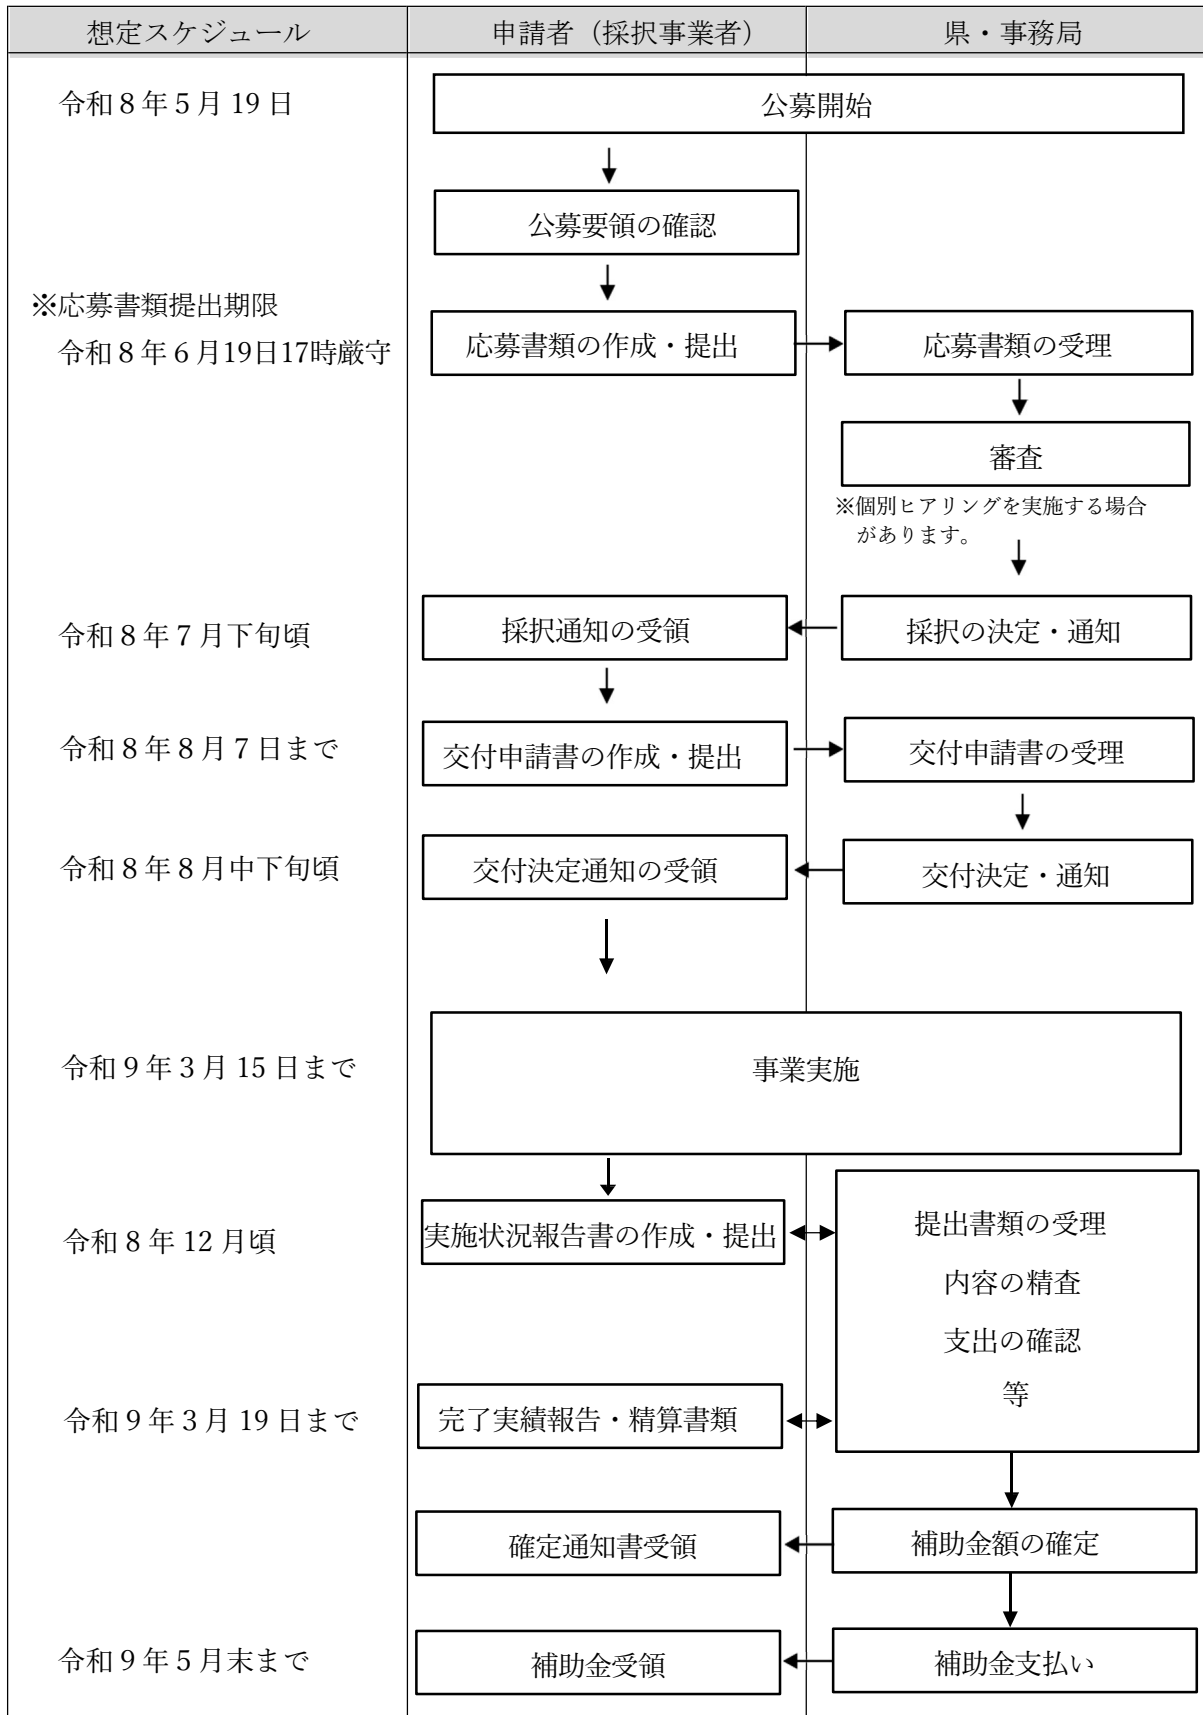 想定スケジュール
申請者（採択事業者）
県・事務局
令和８年５月 19 日
公募開始
公募要領の確認
※応募書類提出期限
令和８年６月19日17時厳守
応募書類の作成・提出
応募書類の受理
審査
※個別ヒアリングを実施する場合
があります。
令和８年７月下旬頃
採択通知の受領
採択の決定・通知
令和８年８月７日まで
交付申請書の作成・提出
交付申請書の受理
令和８年８月中下旬頃
交付決定通知の受領
交付決定・通知
令和９年３月 15 日まで
事業実施
令和８年 12 月頃
実施状況報告書の作成・提出
提出書類の受理
内容の精査
支出の確認
等
令和９年３月 19 日まで
完了実績報告・精算書類
確定通知書受領
補助金額の確定
令和９年５月末まで
補助金受領
補助金支払い